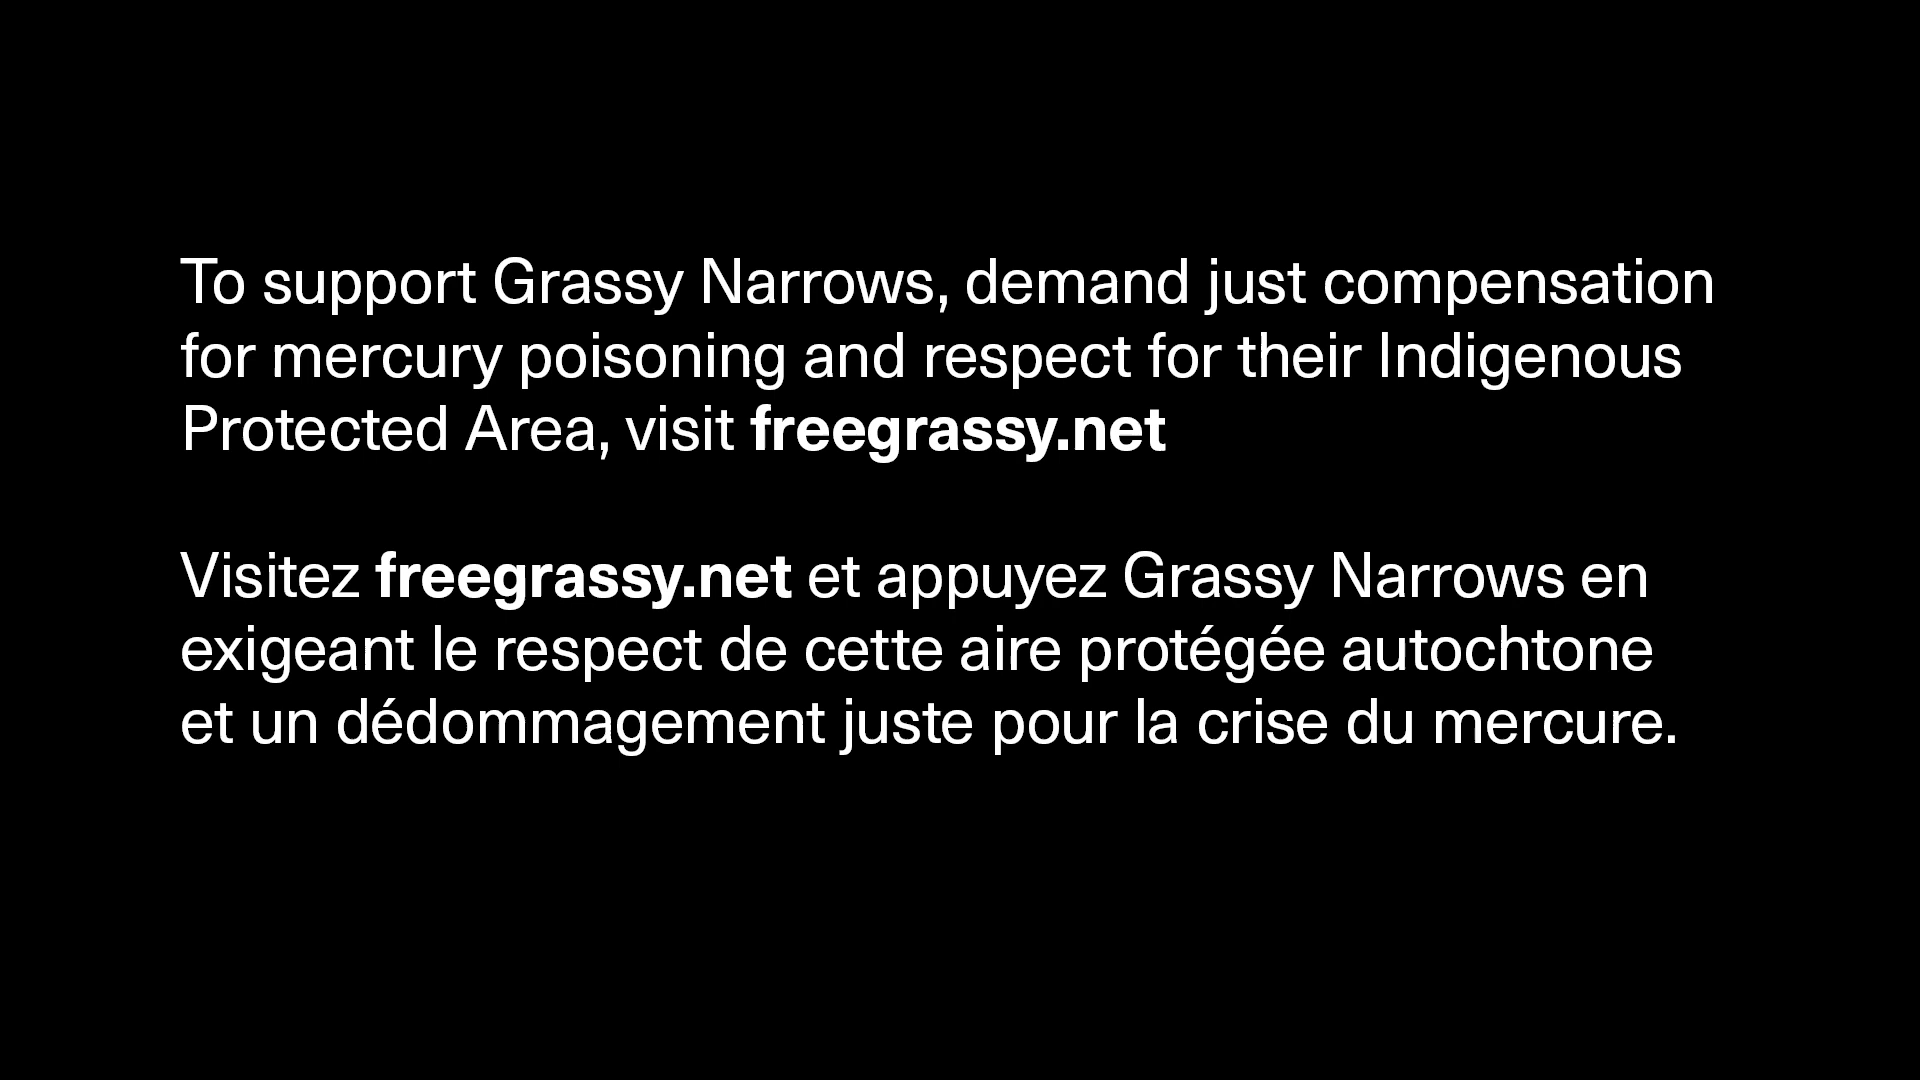 To support Grassy Narrows, demand just compensation
for mercury poisoning and respect for their Indigenous
Protected Area, visit freegrassy.net
Visitez freegrassy.net et appuyez Grassy Narrows en
exigeant le respect de cette aire protégée autochtone
et un dédommagement juste pour la crise du mercure.